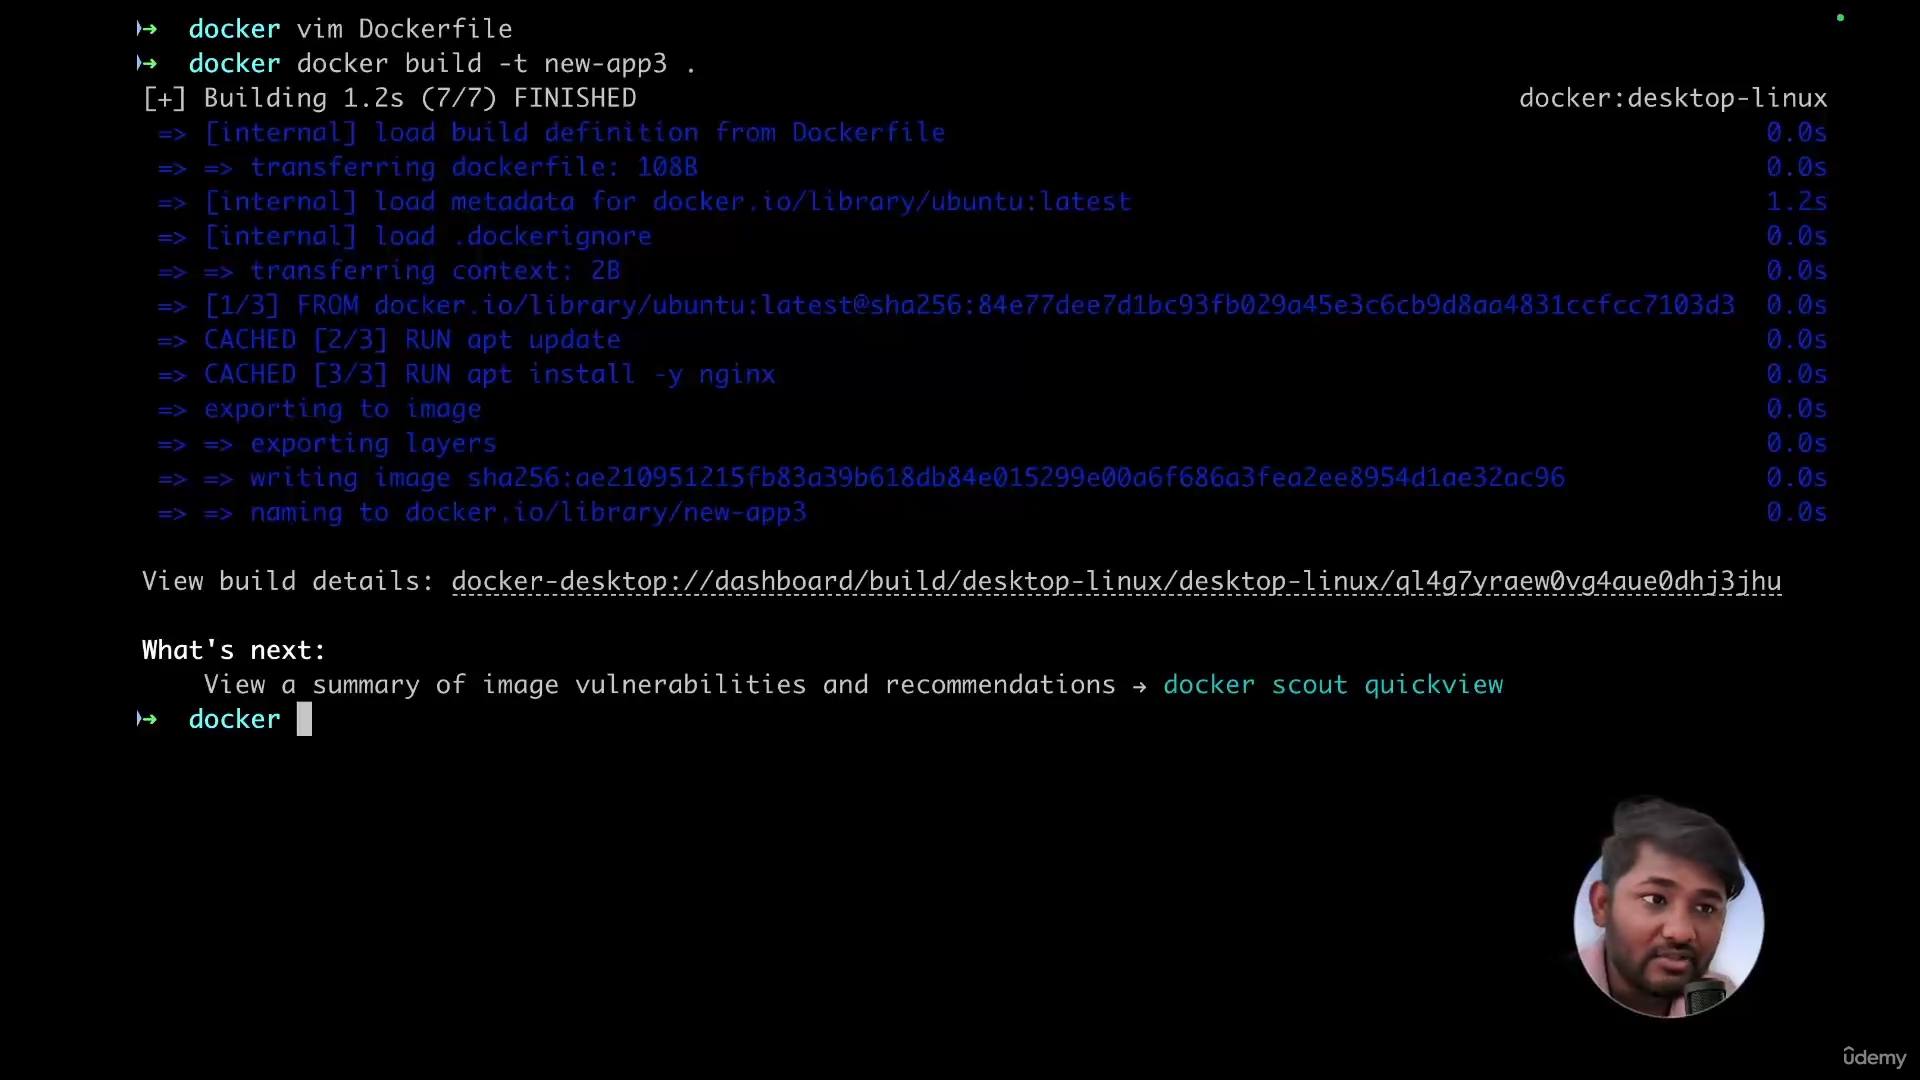 ➜ docker vim Dockerfile
➜ docker docker build -t new-app3 .
[+] Building 1.2s (7/7) FINISHED docker:desktop-linux
=> [internal] load build definition from Dockerfile 0.0s
=> => transferring dockerfile: 108B 0.0s
=> [internal] load metadata for docker.io/library/ubuntu:latest 1.2s
=> [internal] load .dockerignore 0.0s
=> => transferring context: 2B 0.0s
=> [1/3] FROM docker.io/library/ubuntu:latest@sha256:84e77dee7d1bc93fb029a45e3c6cb9d8aa4831ccfcc7103d3 0.0s
=> CACHED [2/3] RUN apt update 0.0s
=> CACHED [3/3] RUN apt install -y nginx 0.0s
=> exporting to image 0.0s
=> => exporting layers 0.0s
=> => writing image sha256:ae210951215fb83a39b618db84e015299e00a6f686a3fea2ee8954d1ae32ac96 0.0s
=> => naming to docker.io/library/new-app3 0.0s
View build details: docker-desktop://dashboard/build/desktop-linux/desktop-linux/ql4g7yraew0vg4aue0dhj3jhu
What's next:
View a summary of image vulnerabilities and recommendations → docker scout quickview
➜ docker
udemy